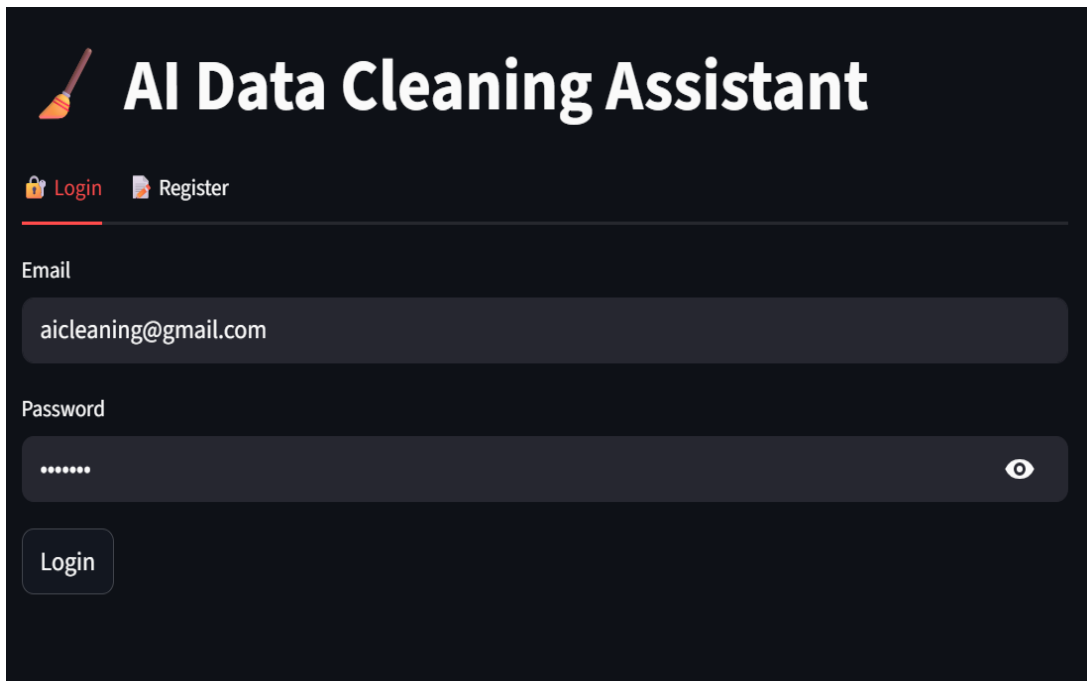 AI Data Cleaning Assistant
Login Register
Email
aicleaning@gmail.com
Password
•••••••
Login